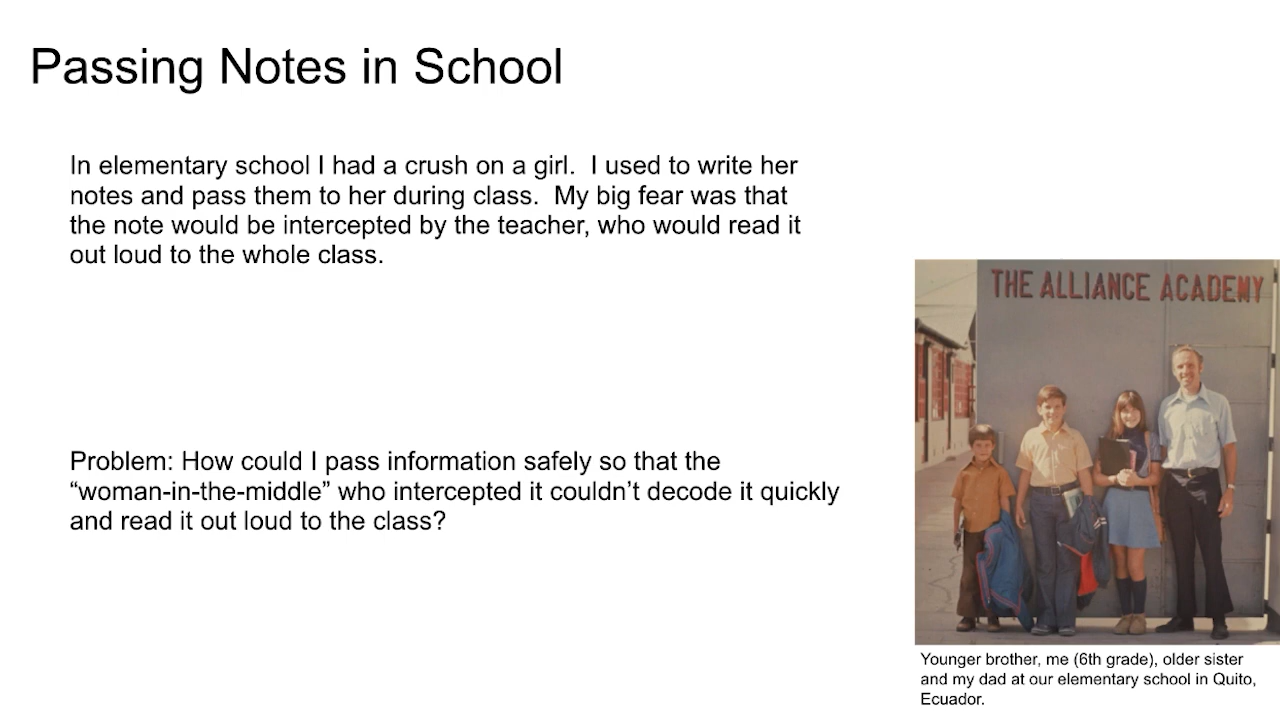 Passing Notes in School
In elementary school I had a crush on a girl.  I used to write her
notes and pass them to her during class.  My big fear was that
the note would be intercepted by the teacher, who would read it
out loud to the whole class.
THE ALLIANCE ACADEMY
Problem: How could I pass information safely so that the
“woman-in-the-middle” who intercepted it couldn’t decode it quickly
and read it out loud to the class?
Younger brother, me (6th grade), older sister
and my dad at our elementary school in Quito,
Ecuador.